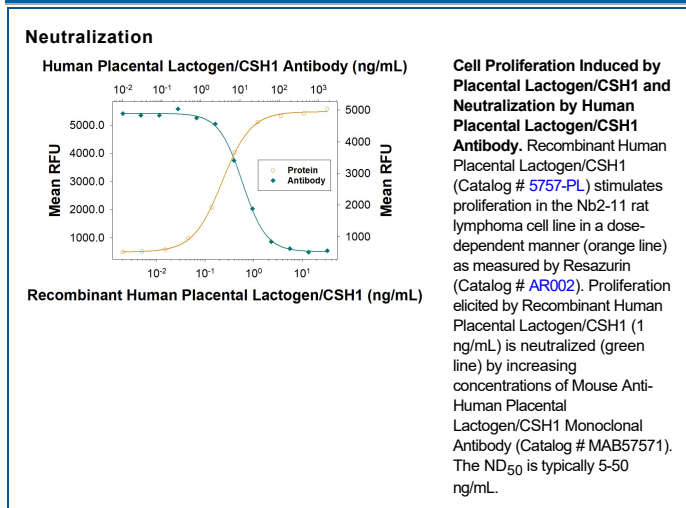 Neutralization
Human Placental Lactogen/CSH1 Antibody (ng/mL)
10-2 10-1 100 101 102 103
5000.0
4000.0
3000.0
2000.0
1000.0
Mean RFU
Protein
Antibody
5000
4000
3000
2000
1000
Mean RFU
10-2 10-1 100 101
Recombinant Human Placental Lactogen/CSH1 (ng/mL)
Cell Proliferation Induced by
Placental Lactogen/CSH1 and
Neutralization by Human
Placental Lactogen/CSH1
Antibody. Recombinant Human
Placental Lactogen/CSH1
(Catalog # 5757-PL) stimulates
proliferation in the Nb2-11 rat
lymphoma cell line in a dose-
dependent manner (orange line)
as measured by Resazurin
(Catalog # AR002). Proliferation
elicited by Recombinant Human
Placental Lactogen/CSH1 (1
ng/mL) is neutralized (green
line) by increasing
concentrations of Mouse Anti-
Human Placental
Lactogen/CSH1 Monoclonal
Antibody (Catalog # MAB57571).
The ND50 is typically 5-50
ng/mL.